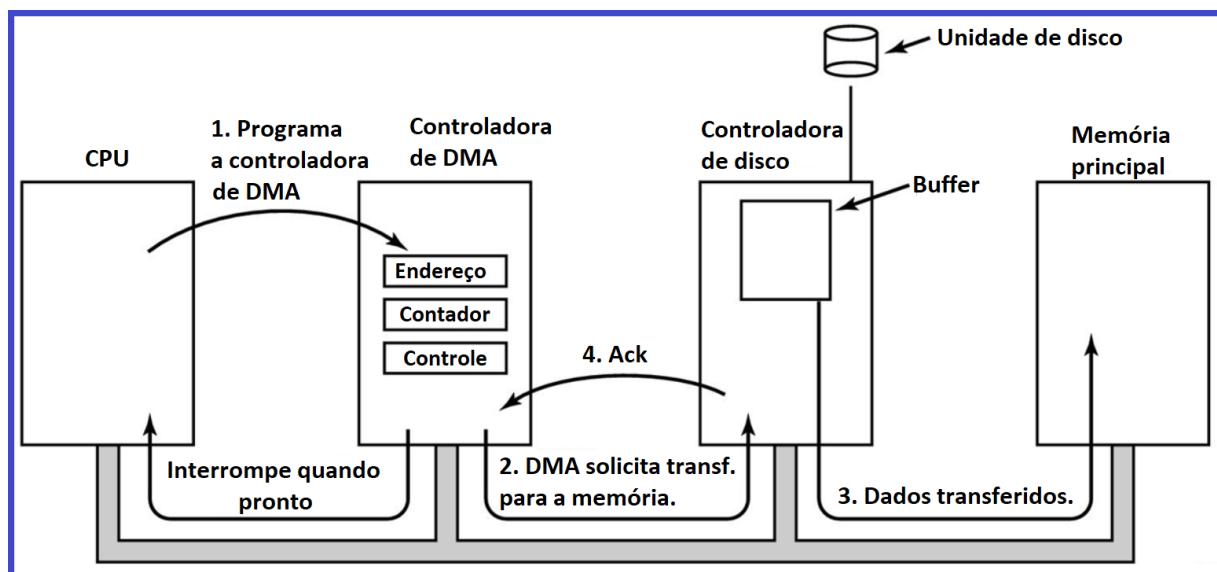 Unidade de disco
1. Programa
a controladora
de DMA
CPU
Controladora
de DMA
Controladora
de disco
Memória
principal
Buffer
Endereço
Contador
Controle
4. Ack
Interrompe quando
pronto
2. DMA solicita transf.
para a memória.
3. Dados transferidos.